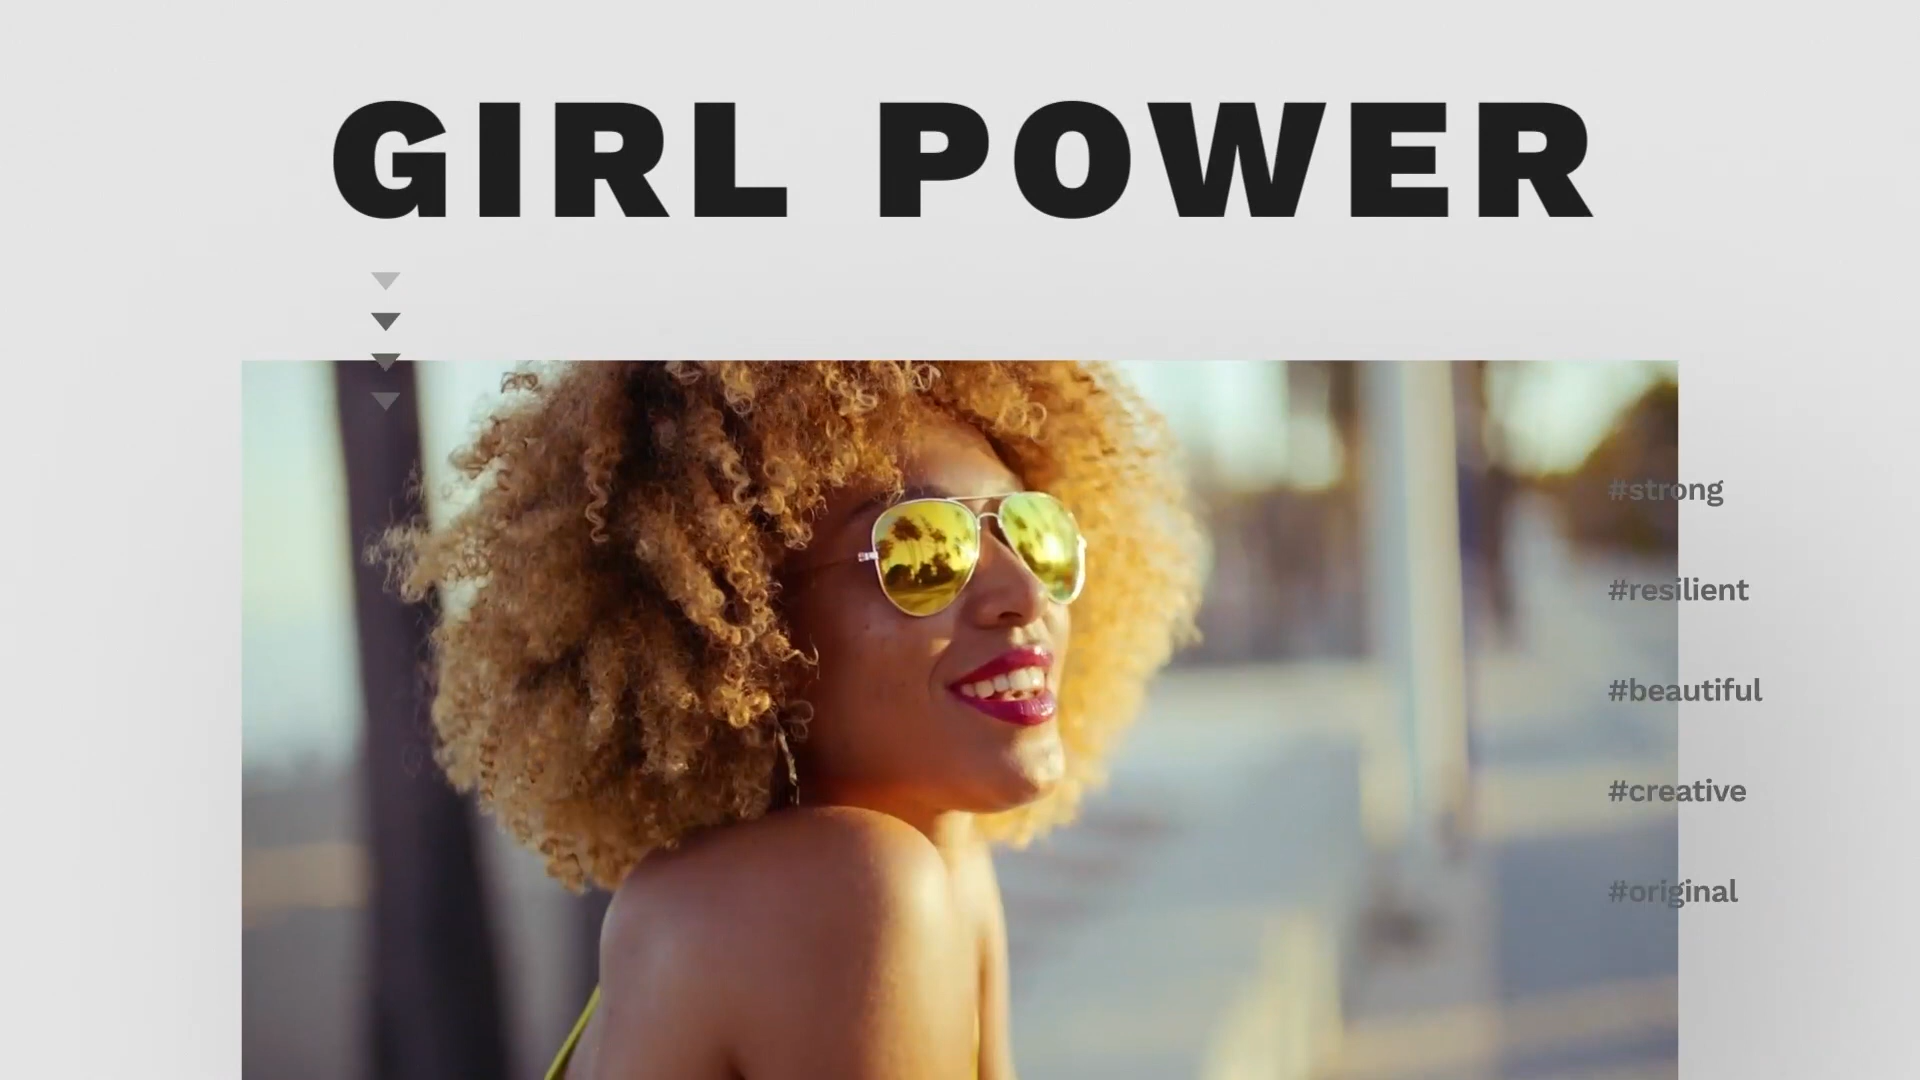 GIRL POWER
#strong
#resilient
#beautiful
#creative
#original